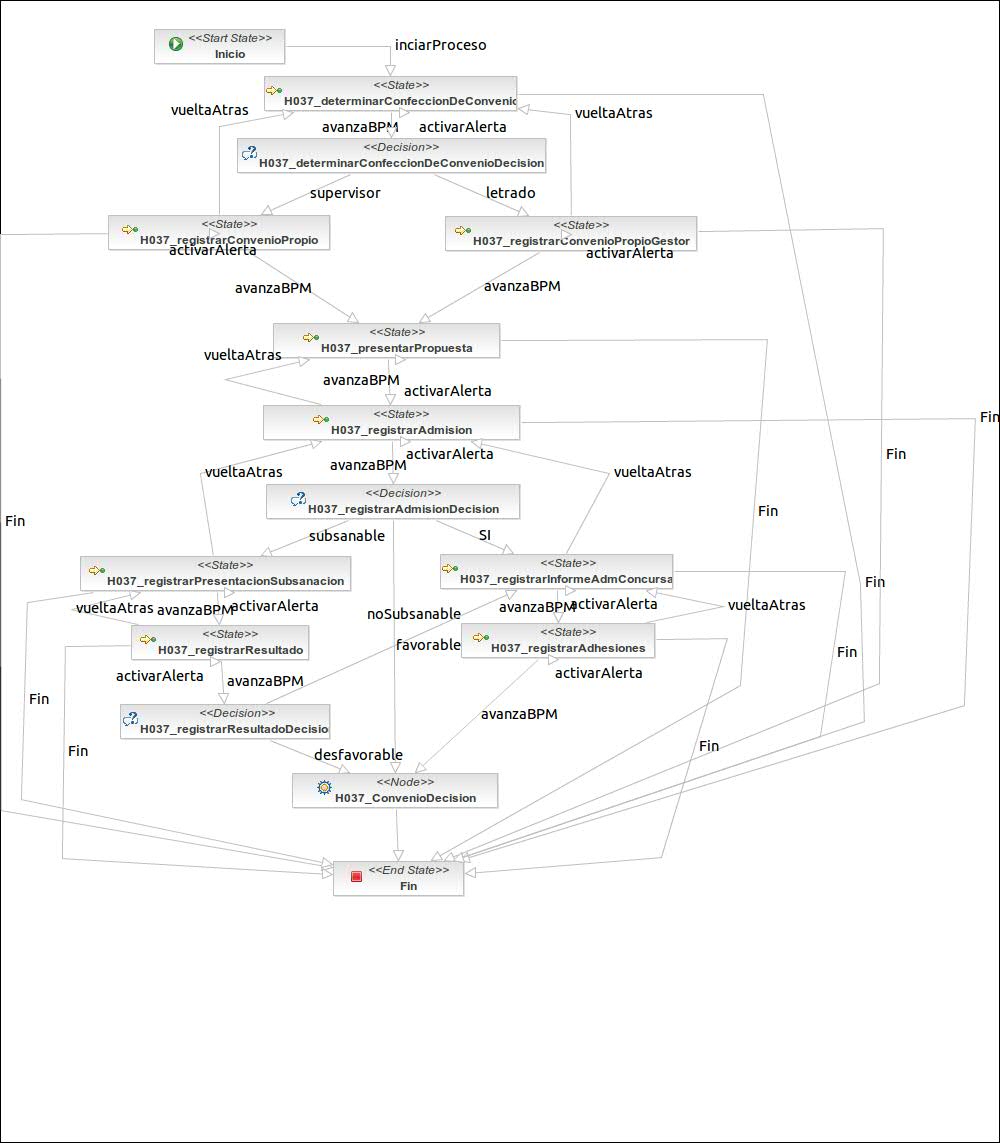 <<Start State>>
Inicio
inciarProceso
<<State>>
H037_determinarConfeccionDeConvenio
vueltaAtras
vueltaAtras
avanzaBPM
activarAlerta
<<Decision>>
H037_determinarConfeccionDeConvenioDecision
supervisor
letrado
<<State>>
H037_registrarConvenioPropio
activarAlerta
<<State>>
H037_registrarConvenioPropioGestor
activarAlerta
avanzaBPM
avanzaBPM
<<State>>
H037_presentarPropuesta
vueltaAtras
avanzaBPM
activarAlerta
<<State>>
H037_registrarAdmision
Fin
activarAlerta
Fin
avanzaBPM
vueltaAtras
vueltaAtras
<<Decision>>
H037_registrarAdmisionDecision
Fin
Fin
subsanable
SI
<<State>>
H037_registrarPresentacionSubsanacion
<<State>>
H037_registrarInformeAdmConcursa
Fin
vueltaAtras
avanzaBPM
activarAlerta
noSubsanable
avanzaBPM
activarAlerta
vueltaAtras
<<State>>
H037_registrarResultado
favorable
<<State>>
H037_registrarAdhesiones
Fin
activarAlerta
avanzaBPM
activarAlerta
Fin
<<Decision>>
H037_registrarResultadoDecisio
avanzaBPM
Fin
Fin
desfavorable
<<Node>>
H037_ConvenioDecision
<<End State>>
Fin